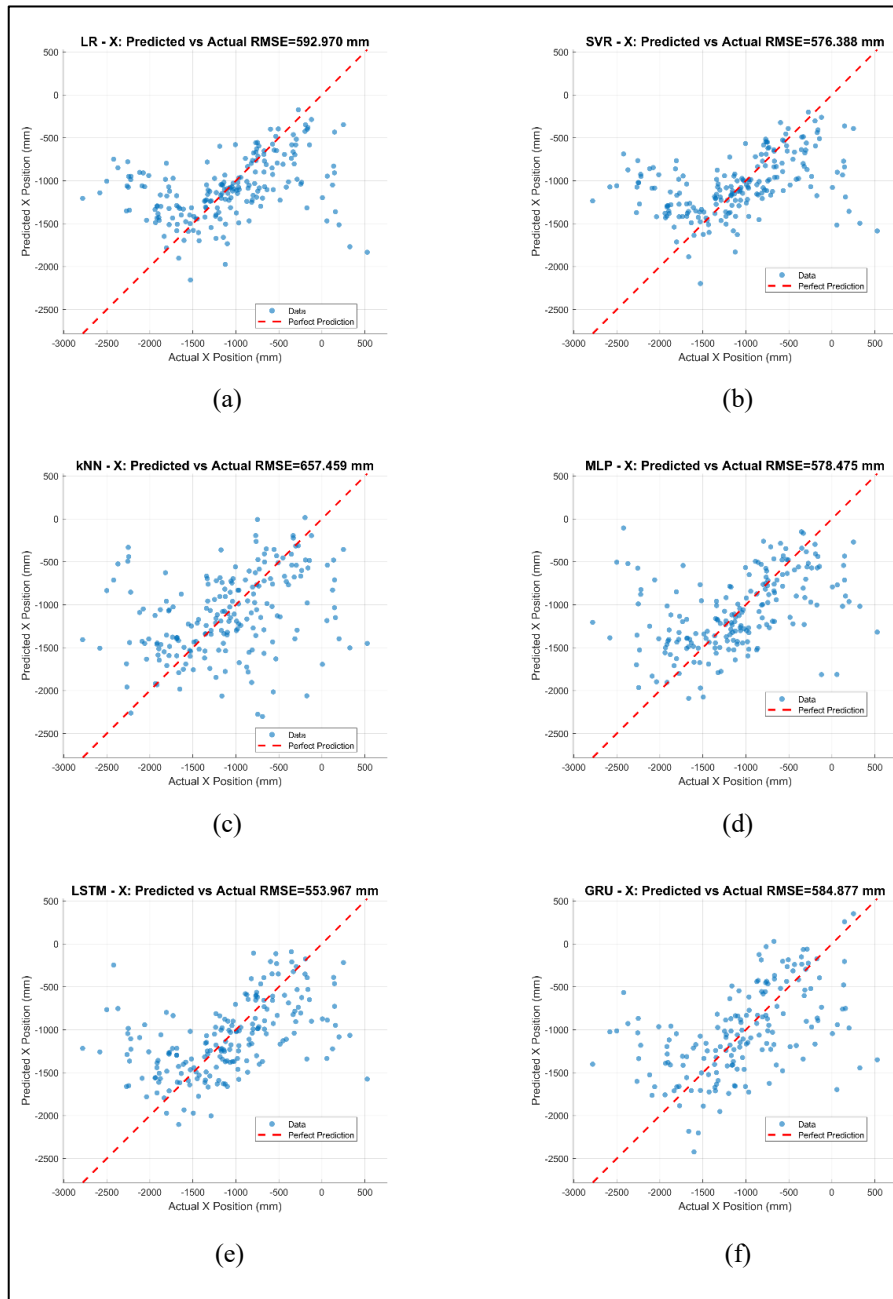 LR - X: Predicted vs Actual RMSE=592.970 mm
500
0
-500
-1000
-1500
-2000
-2500
Predicted X Position (mm)
Data
Perfect Prediction
-3000 -2500 -2000 -1500 -1000 -500 0 500
Actual X Position (mm)
(a)
SVR - X: Predicted vs Actual RMSE=576.388 mm
500
0
-500
-1000
-1500
-2000
-2500
Predicted X Position (mm)
Data
Perfect Prediction
-3000 -2500 -2000 -1500 -1000 -500 0 500
Actual X Position (mm)
(b)
kNN - X: Predicted vs Actual RMSE=657.459 mm
500
0
-500
-1000
-1500
-2000
-2500
Predicted X Position (mm)
Data
Perfect Prediction
-3000 -2500 -2000 -1500 -1000 -500 0 500
Actual X Position (mm)
(c)
MLP - X: Predicted vs Actual RMSE=578.475 mm
500
0
-500
-1000
-1500
-2000
-2500
Predicted X Position (mm)
Data
Perfect Prediction
-3000 -2500 -2000 -1500 -1000 -500 0 500
Actual X Position (mm)
(d)
LSTM - X: Predicted vs Actual RMSE=553.967 mm
500
0
-500
-1000
-1500
-2000
-2500
Predicted X Position (mm)
Data
Perfect Prediction
-3000 -2500 -2000 -1500 -1000 -500 0 500
Actual X Position (mm)
(e)
GRU - X: Predicted vs Actual RMSE=584.877 mm
500
0
-500
-1000
-1500
-2000
-2500
Predicted X Position (mm)
Data
Perfect Prediction
-3000 -2500 -2000 -1500 -1000 -500 0 500
Actual X Position (mm)
(f)